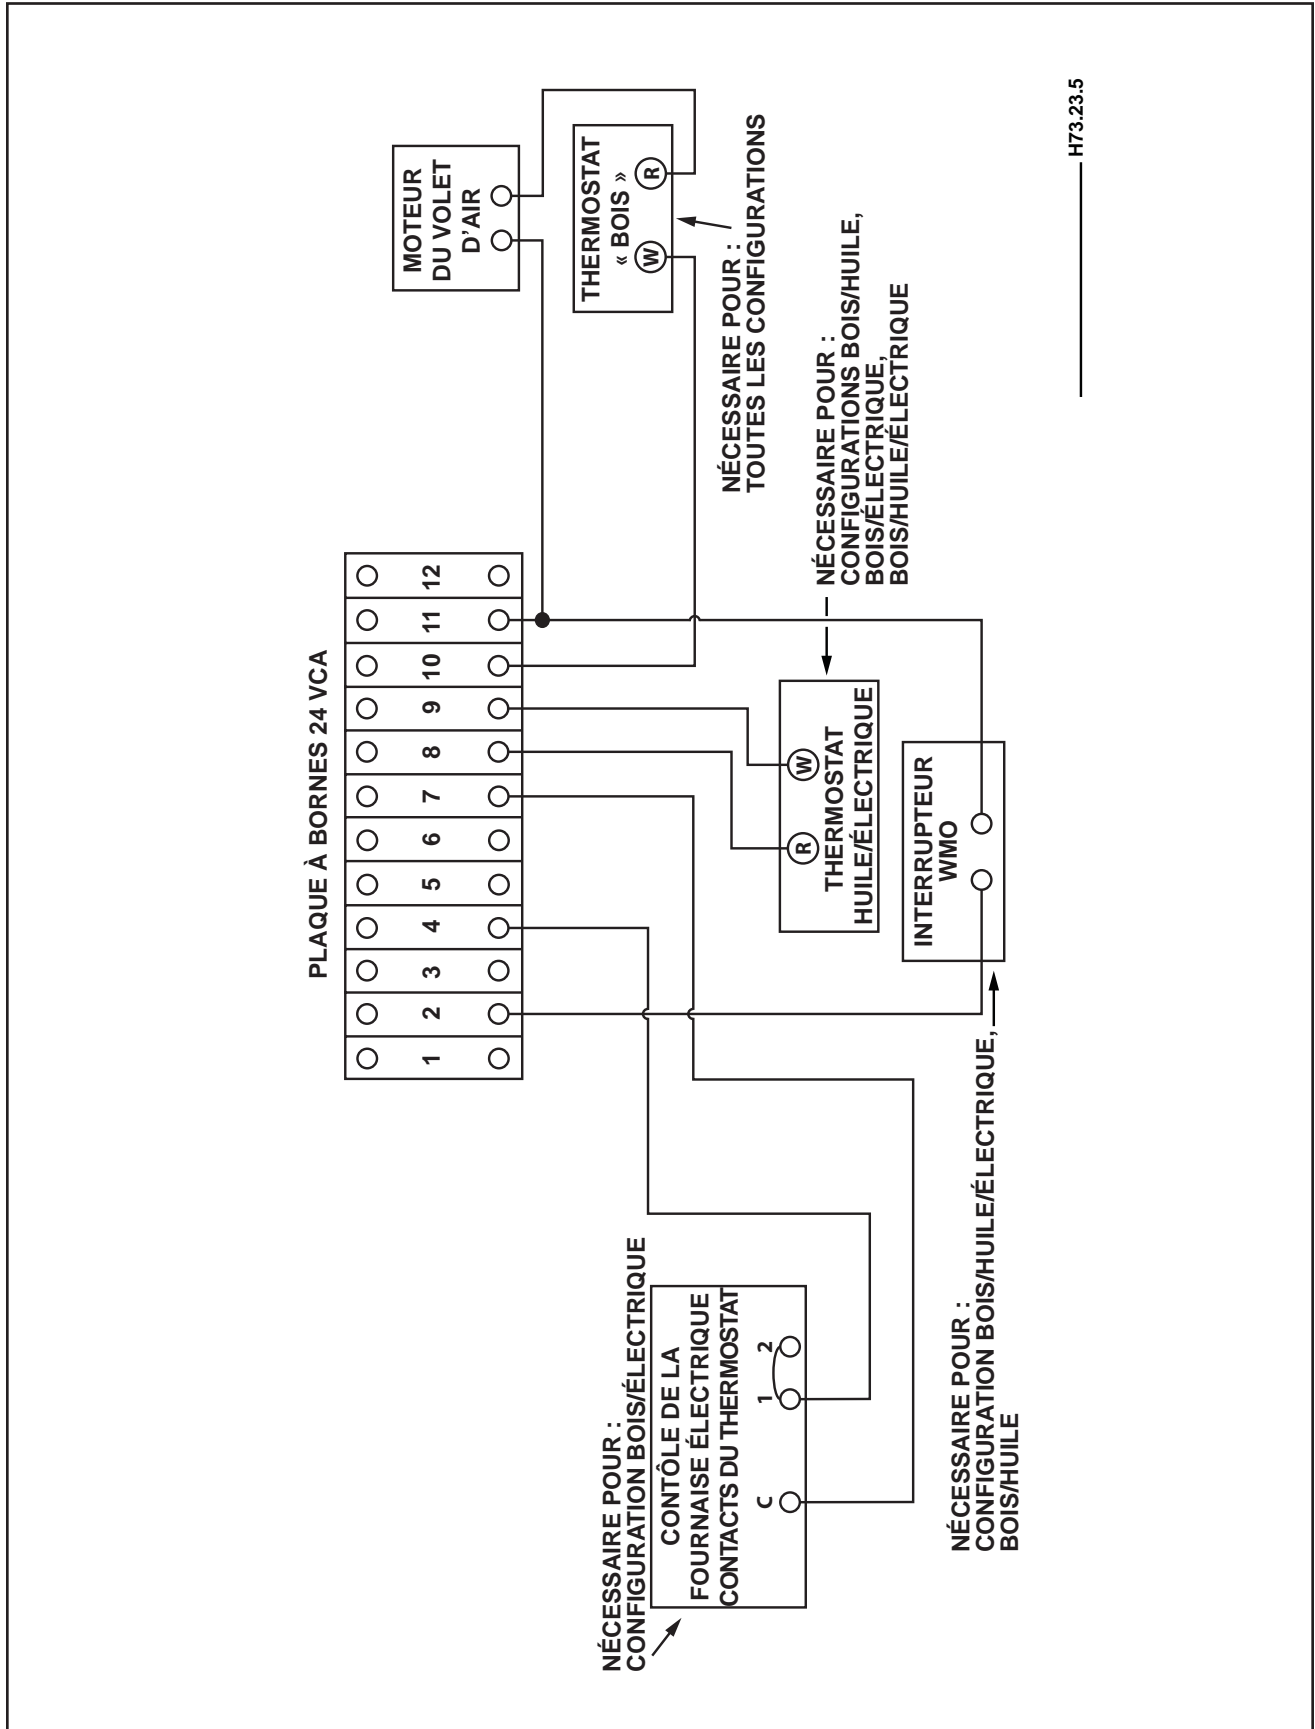 PLAQUE À BORNES 24 VCA
1 2 3 4 5 6 7 8 9 10 11 12
MOTEUR
DU VOLET
D'AIR
THERMOSTAT
« BOIS »
W R
NÉCESSAIRE POUR :
TOUTES LES CONFIGURATIONS
NÉCESSAIRE POUR :
CONFIGURATIONS BOIS/HUILE,
BOIS/ÉLECTRIQUE,
BOIS/HUILE/ÉLECTRIQUE
R W
THERMOSTAT
HUILE/ÉLECTRIQUE
INTERRUPTEUR
WMO
NÉCESSAIRE POUR :
CONFIGURATION BOIS/ÉLECTRIQUE
CONTÔLE DE LA
FOURNAISE ÉLECTRIQUE
CONTACTS DU THERMOSTAT
C 1 2
NÉCESSAIRE POUR :
CONFIGURATION BOIS/HUILE/ÉLECTRIQUE,
BOIS/HUILE
H73.23.5